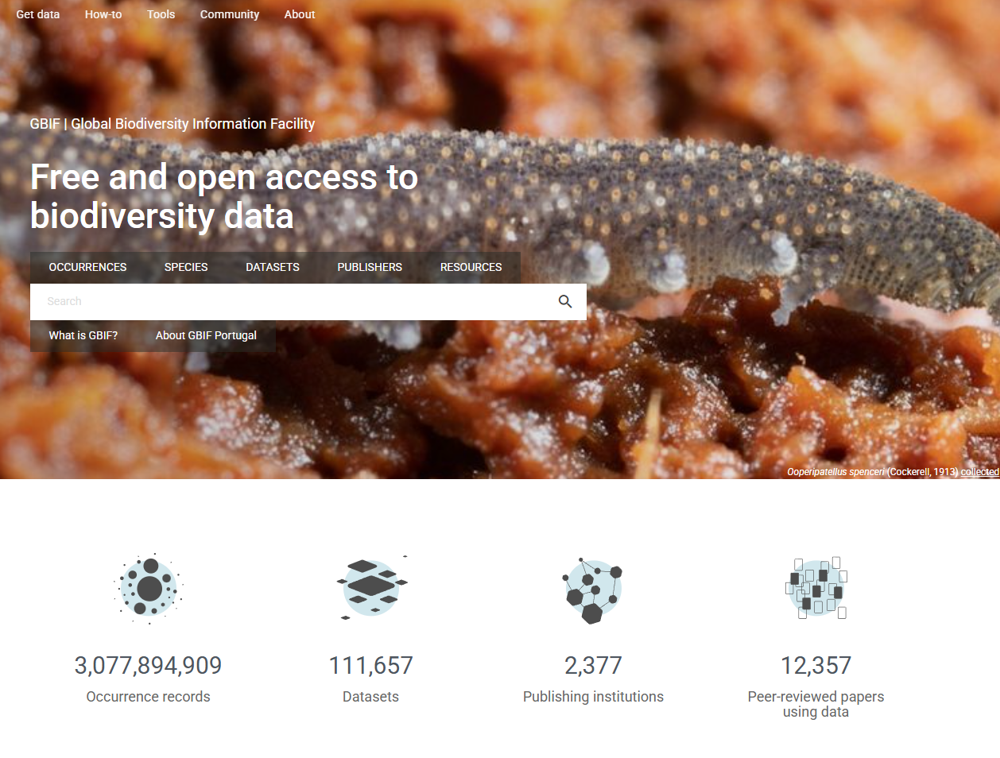 Get data How-to Tools Community About
GBIF | Global Biodiversity Information Facility
Free and open access to
biodiversity data
OCCURRENCES SPECIES DATASETS PUBLISHERS RESOURCES
Search
What is GBIF? About GBIF Portugal
Ooperipatellus spenceri (Cockerell, 1913) collected
3,077,894,909 111,657 2,377 12,357
Occurrence records Datasets Publishing institutions Peer-reviewed papers
using data